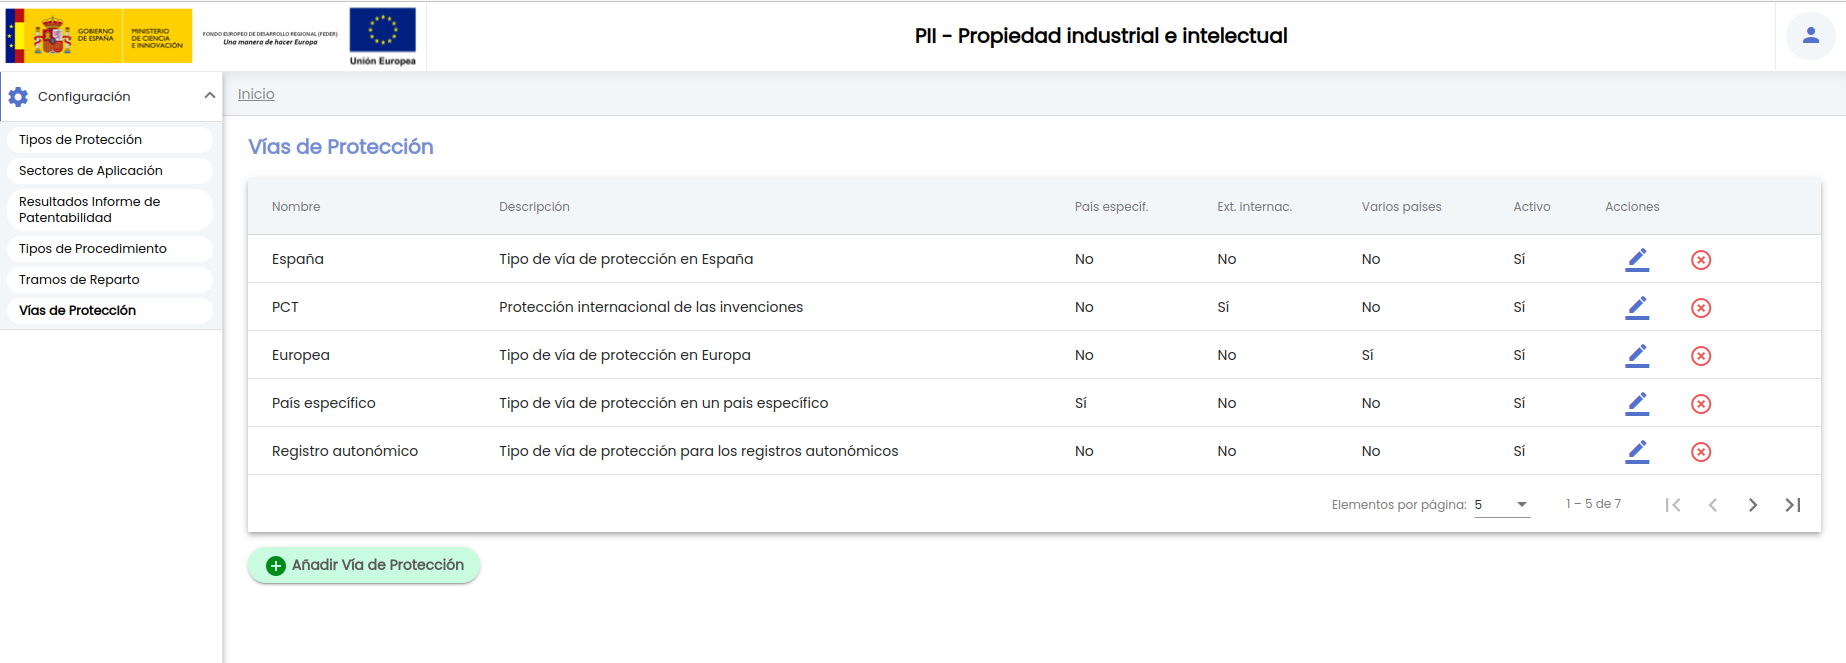 GOBIERNO
DE ESPAÑA
MINISTERIO
DE CIENCIA
E INNOVACIÓN
FONDO EUROPEO DE DESARROLLO REGIONAL (FEDER)
Una manera de hacer Europa
Unión Europea
PII - Propiedad industrial e intelectual
Configuración
Tipos de Protección
Sectores de Aplicación
Resultados Informe de
Patentabilidad
Tipos de Procedimiento
Tramos de Reparto
Vías de Protección
Inicio
Vías de Protección
Nombre Descripción País específ. Ext. internac. Varios paises Activo Acciones
España Tipo de vía de protección en España No No No Sí
PCT Protección internacional de las invenciones No Sí No Sí
Europea Tipo de vía de protección en Europa No No Sí Sí
País específico Tipo de vía de protección en un pais específico Sí No No Sí
Registro autonómico Tipo de vía de protección para los registros autonómicos No No No Sí
Elementos por página: 5 1 – 5 de 7
Añadir Vía de Protección